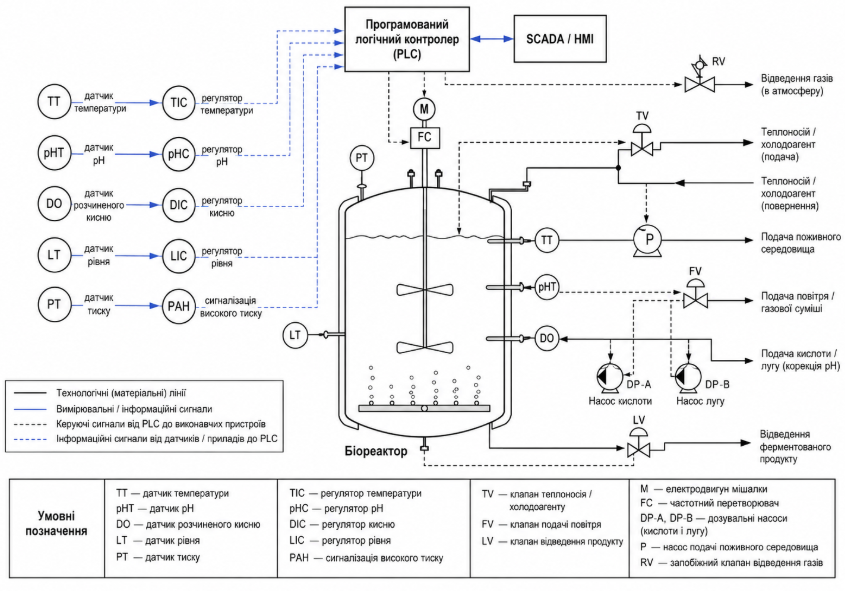 Програмований
логічний контролер
(PLC)
SCADA / HMI
RV
Відведення газів
(в атмосферу)
TT
датчик
температури
TIC
регулятор
температури
M
TV
Теплоносій /
холодоагент
(подача)
FC
pHT
датчик
pH
pHC
регулятор
pH
PT
Теплоносій /
холодоагент
(повернення)
DO
датчик
розчиненого
кисню
DIC
регулятор
кисню
TT
P
Подача поживного
середовища
LT
датчик
рівня
LIC
регулятор
рівня
FV
pHT
Подача повітря /
газової суміші
PT
датчик
тиску
PAH
сигналізація
високого тиску
LT
DO
Подача кислоти /
лугу (корекція pH)
DP-A
Насос кислоти
DP-B
Насос лугу
Технологічні (матеріальні) лінії
Вимірювальні / інформаційні сигнали
Керуючі сигнали від PLC до виконавчих пристроїв
Інформаційні сигнали від датчиків / приладів до PLC
LV
Біореактор
Відведення
ферментованого
продукту
Умовні
позначення
TT — датчик температури
pHT — датчик pH
DO — датчик розчиненого кисню
LT — датчик рівня
PT — датчик тиску
TIC — регулятор температури
pHC — регулятор pH
DIC — регулятор кисню
LIC — регулятор рівня
PAH — сигналізація високого тиску
TV — клапан теплоносія /
холодоагенту
FV — клапан подачі повітря
LV — клапан відведення продукту
M — електродвигун мішалки
FC — частотний перетворювач
DP-A, DP-B — дозувальні насоси
(кислоти і лугу)
P — насос подачі поживного середовища
RV — запобіжний клапан відведення газів